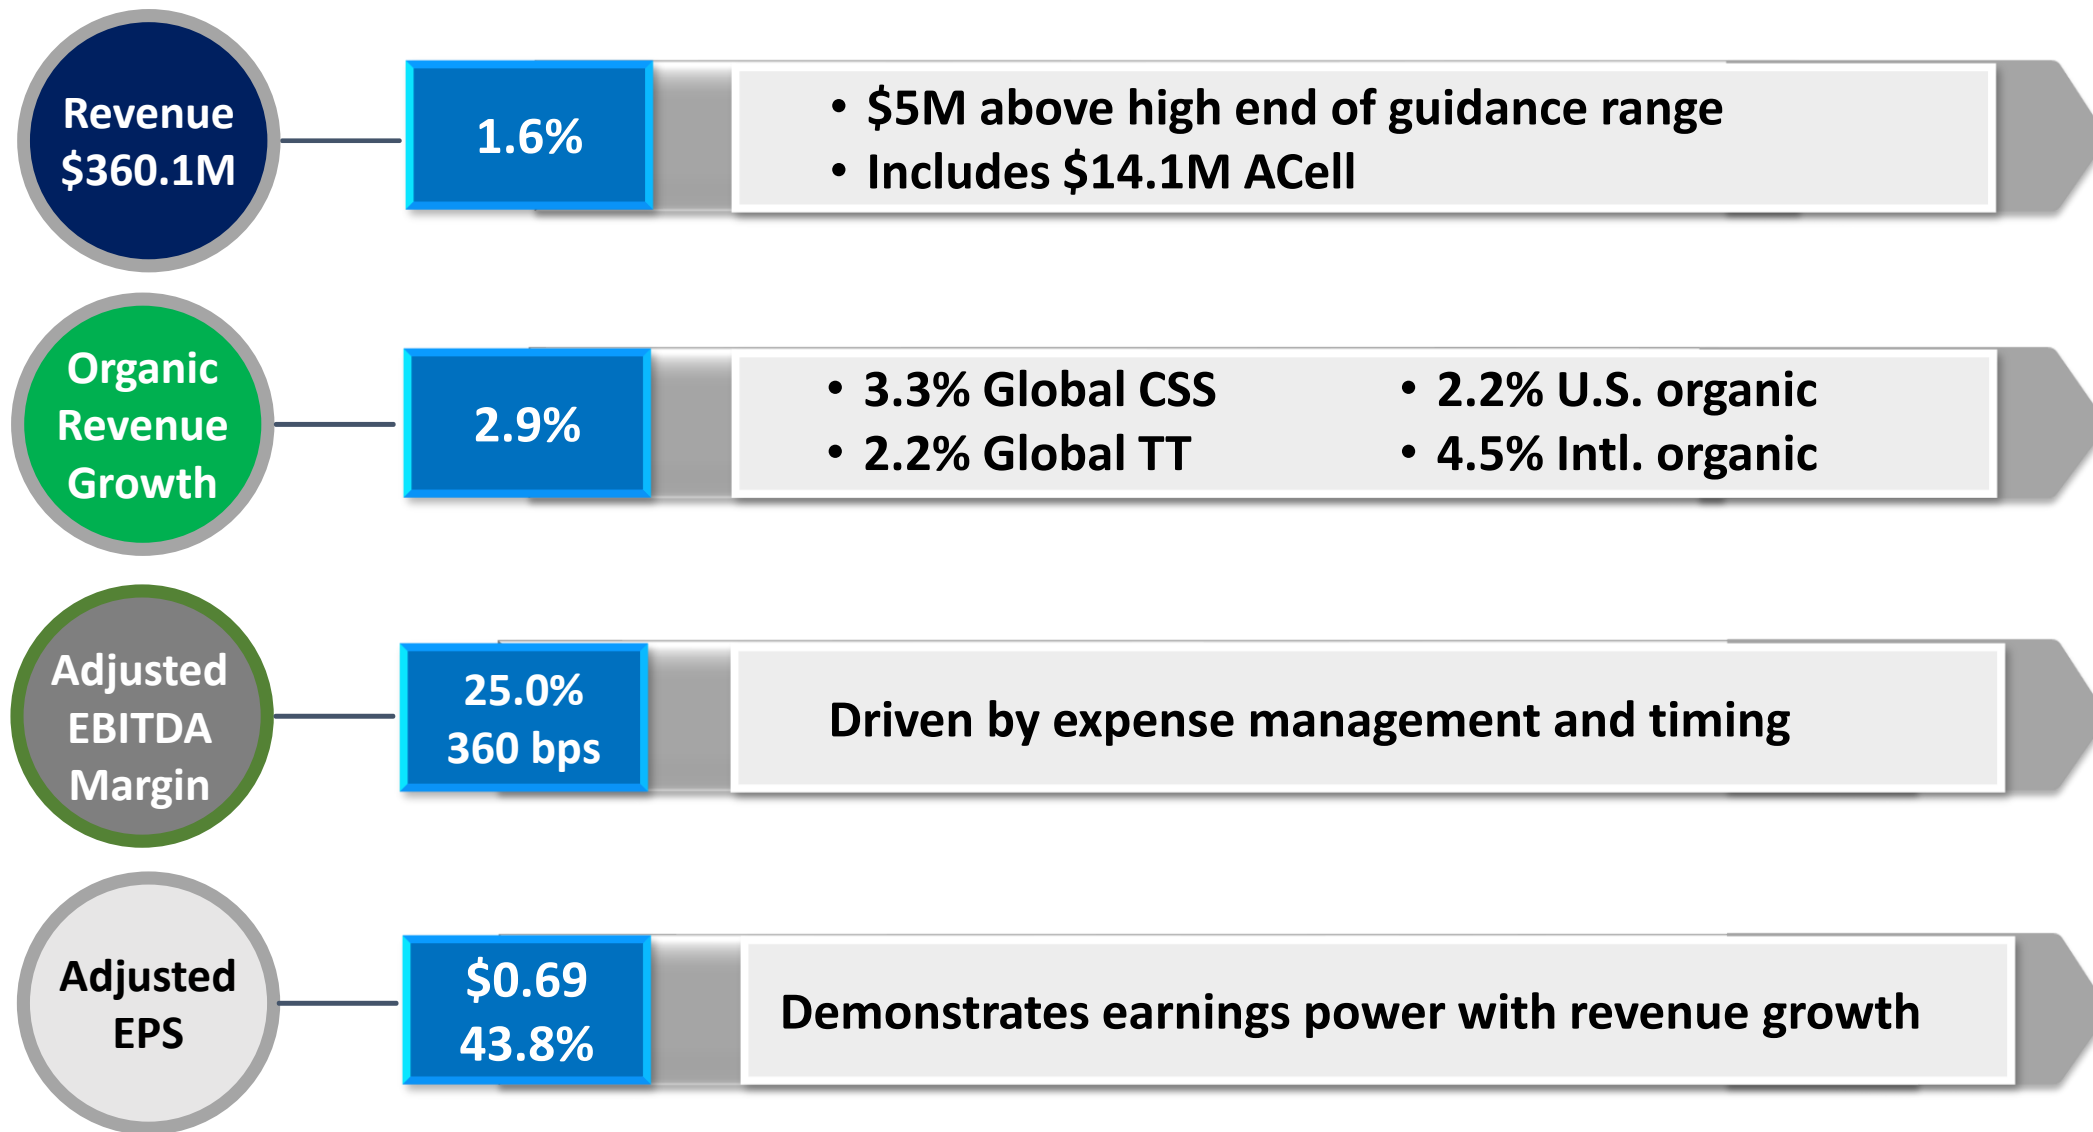 Revenue
$360.1M
1.6%
• $5M above high end of guidance range
• Includes $14.1M ACell
Organic
Revenue
Growth
2.9%
• 3.3% Global CSS
• 2.2% Global TT
• 2.2% U.S. organic
• 4.5% Intl. organic
Adjusted
EBITDA
Margin
25.0%
360 bps
Driven by expense management and timing
Adjusted
EPS
$0.69
43.8%
Demonstrates earnings power with revenue growth